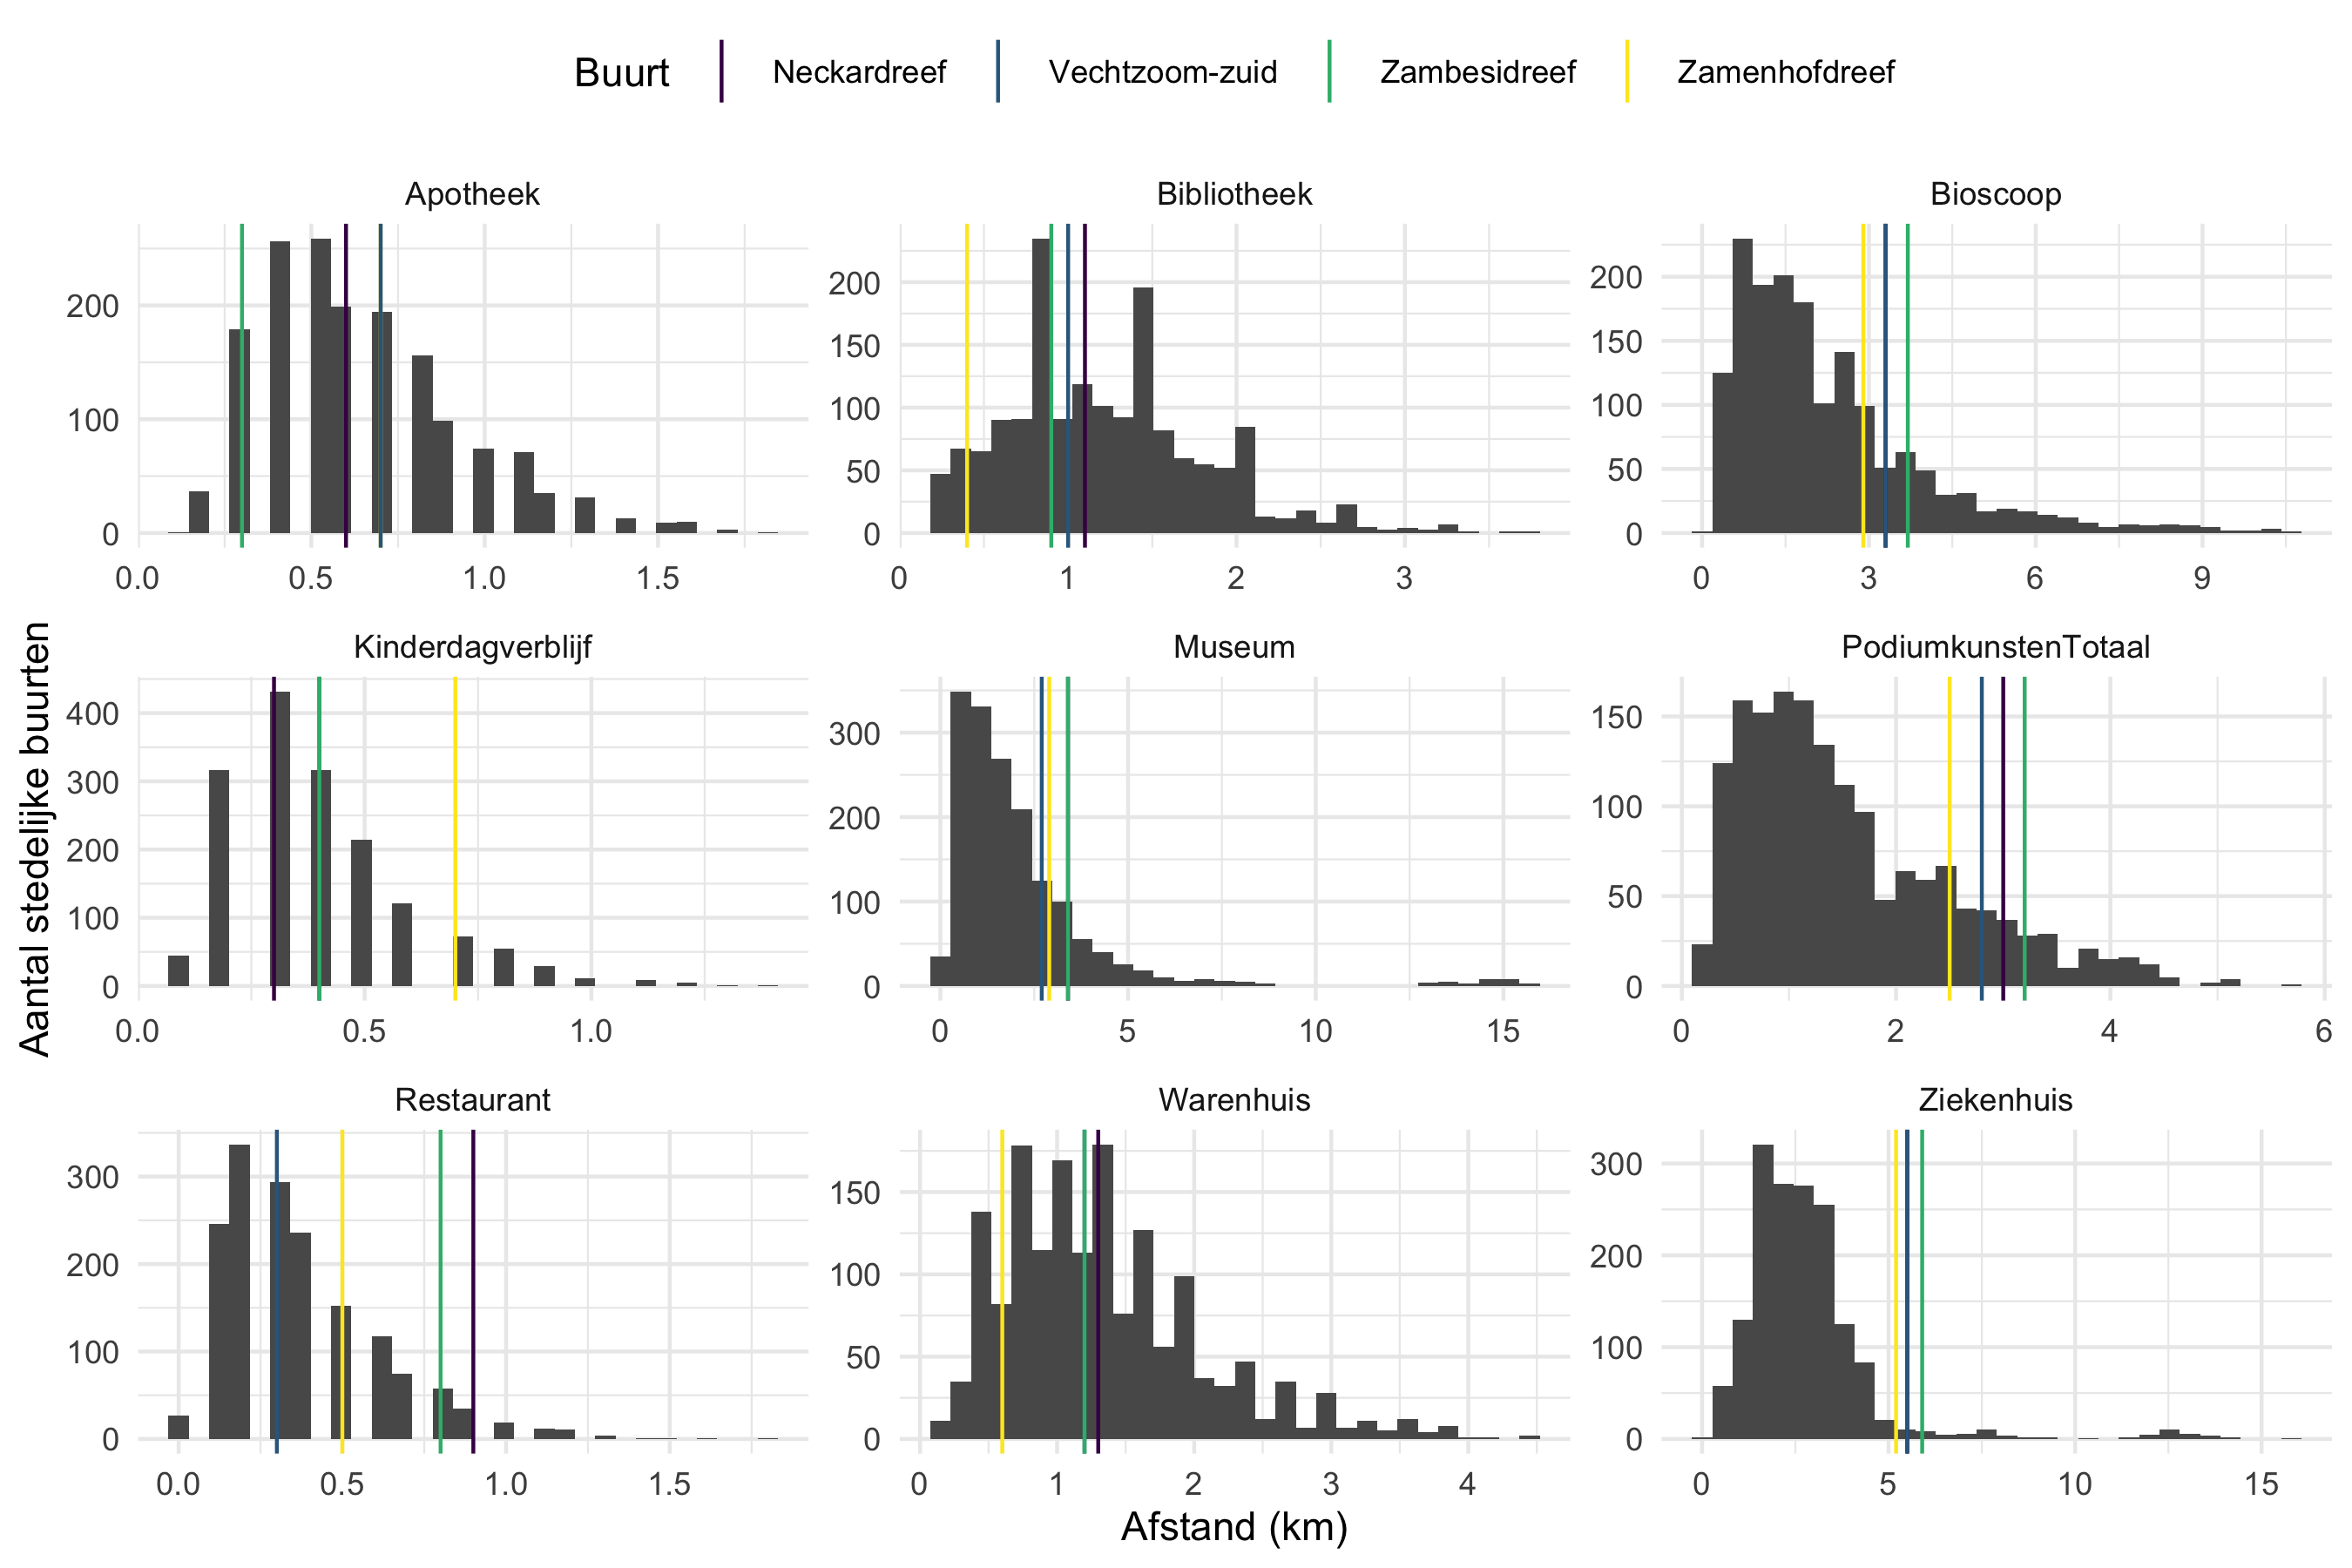 Buurt Neckardreef Vechtzoom-zuid Zambesidreef Zamenhofdreef
Apotheek Bibliotheek Bioscoop
200
100
0
0.0 0.5 1.0 1.5
200
150
100
50
0
0 1 2 3
200
150
100
50
0
0 3 6 9
Aantal stedelijke buurten
Kinderdagverblijf Museum PodiumkunstenTotaal
400
300
200
100
0
0.0 0.5 1.0
300
200
100
0
0 5 10 15
150
100
50
0
0 2 4 6
Restaurant Warenhuis Ziekenhuis
300
200
100
0
0.0 0.5 1.0 1.5
150
100
50
0
0 1 2 3 4
300
200
100
0
0 5 10 15
Afstand (km)